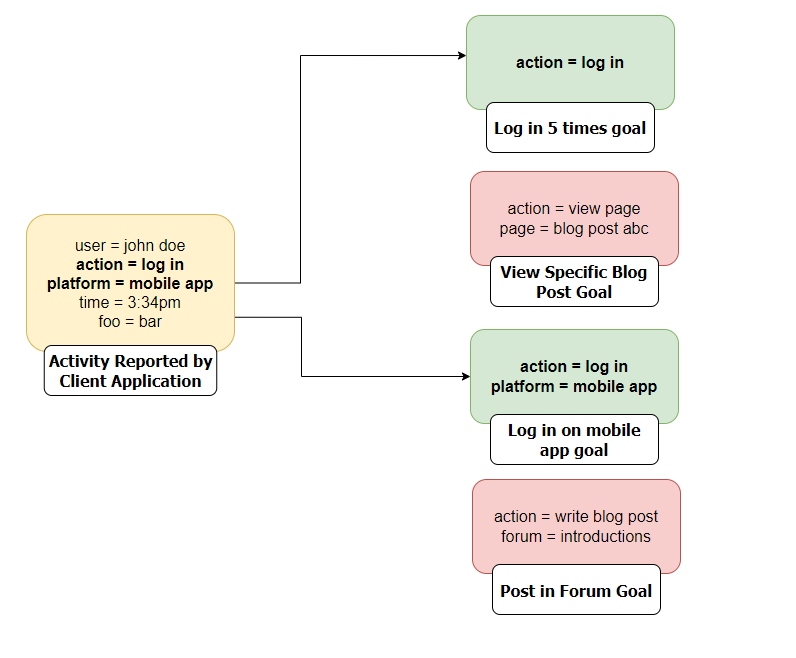 action = log in
Log in 5 times goal
action = view page
page = blog post abc
View Specific Blog
Post Goal
user = john doe
action = log in
platform = mobile app
time = 3:34pm
foo = bar
Activity Reported by
Client Application
action = log in
platform = mobile app
Log in on mobile
app goal
action = write blog post
forum = introductions
Post in Forum Goal